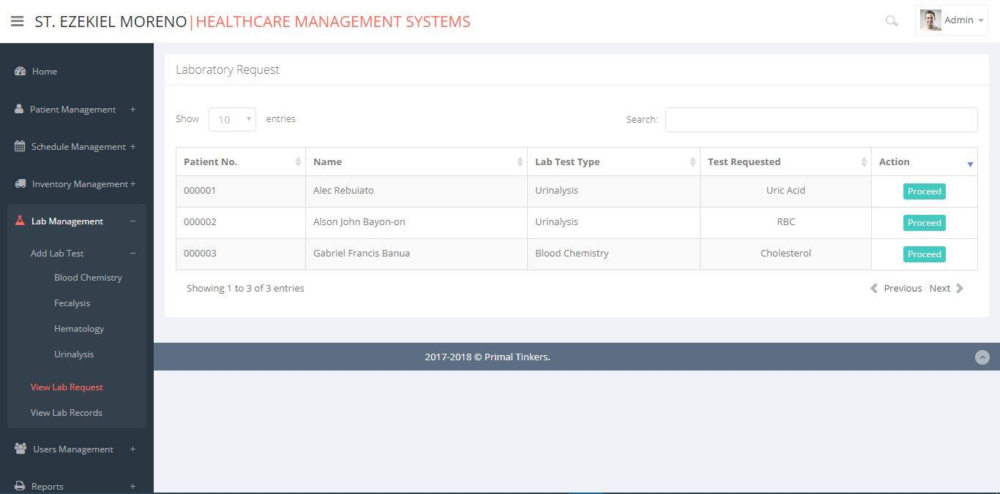 ST. EZEKIEL MORENO|HEALTHCARE MANAGEMENT SYSTEMS
Admin
Home
Patient Management +
Schedule Management +
Inventory Management +
Lab Management −
Add Lab Test −
Blood Chemistry
Fecalysis
Hematology
Urinalysis
View Lab Request
View Lab Records
Users Management +
Reports +
Laboratory Request
Show 10 entries
Search:
Patient No. Name Lab Test Type Test Requested Action
000001 Alec Rebuiato Urinalysis Uric Acid Proceed
000002 Alson John Bayon-on Urinalysis RBC Proceed
000003 Gabriel Francis Banua Blood Chemistry Cholesterol Proceed
Showing 1 to 3 of 3 entries
Previous Next
2017-2018 © Primal Tinkers.